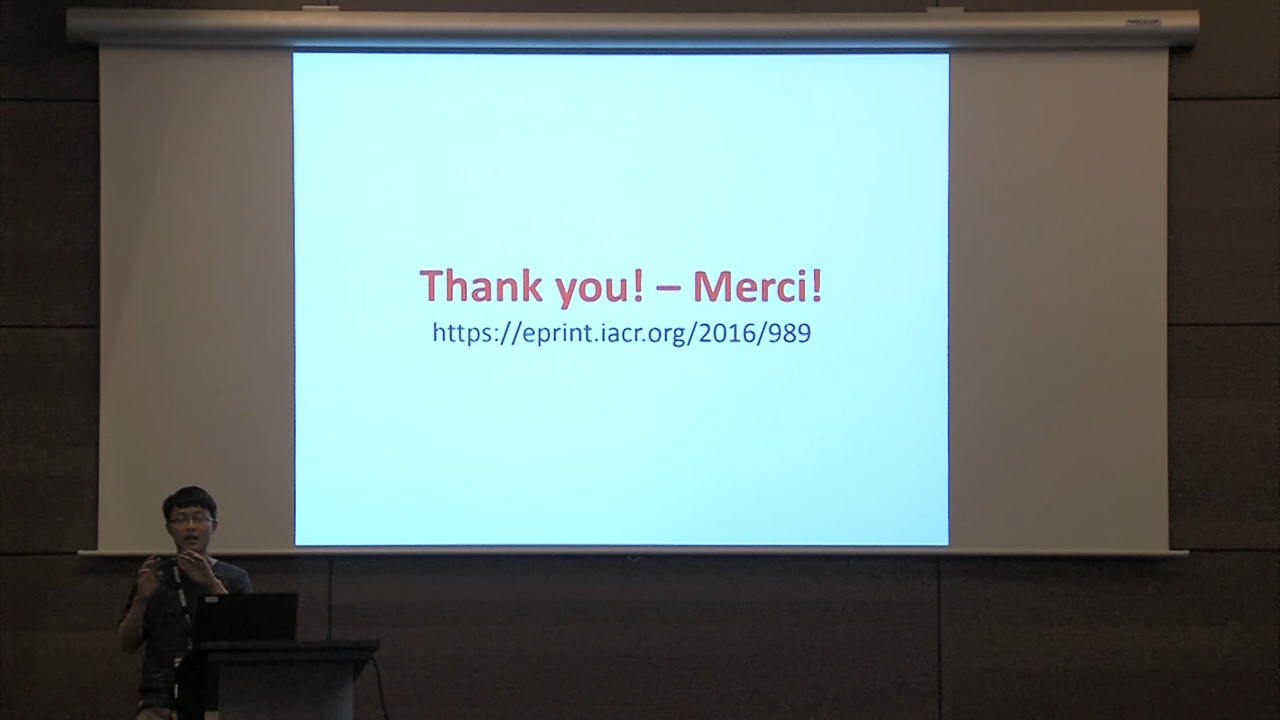 Thank you! – Merci!
https://eprint.iacr.org/2016/989